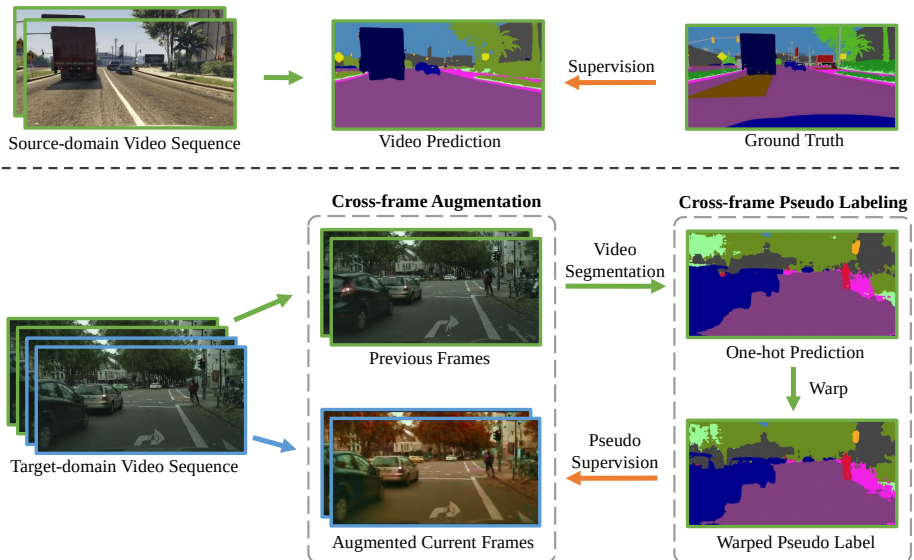 Supervision
Source-domain Video Sequence
Video Prediction
Ground Truth
Cross-frame Augmentation
Cross-frame Pseudo Labeling
Video
Segmentation
Previous Frames
One-hot Prediction
Warp
Target-domain Video Sequence
Pseudo
Supervision
Augmented Current Frames
Warped Pseudo Label